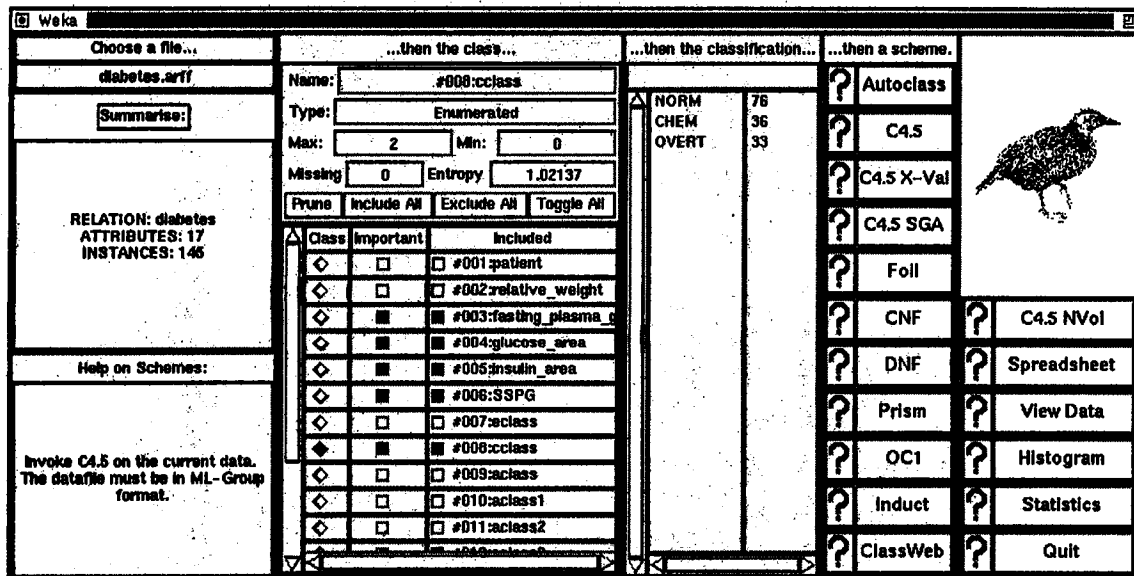 Weka
Choose a file...
diabetes.arff
Summarise:
RELATION: diabetes
ATTRIBUTES: 17
INSTANCES: 145
Help on Schemes:
Invoke C4.5 on the current data.
The datafile must be in ML-Group
format.
...then the class...
Name: #008:cclass
Type: Enumerated
Max: 2 Min: 0
Missing 0 Entropy 1.02137
Prune Include All Exclude All Toggle All
Class Important Included
#001:patient
#002:relative_weight
#003:fasting_plasma_g
#004:glucose_area
#005:insulin_area
#006:SSPG
#007:eclass
#008:cclass
#009:aclass
#010:aclass1
#011:aclass2
...then the classification...
NORM 76
CHEM 36
OVERT 33
...then a scheme.
? Autoclass
? C4.5
? C4.5 X-Val
? C4.5 SGA
? Foil
? CNF
? DNF
? Prism
? OC1
? Induct
? ClassWeb
? C4.5 NVol
? Spreadsheet
? View Data
? Histogram
? Statistics
? Quit